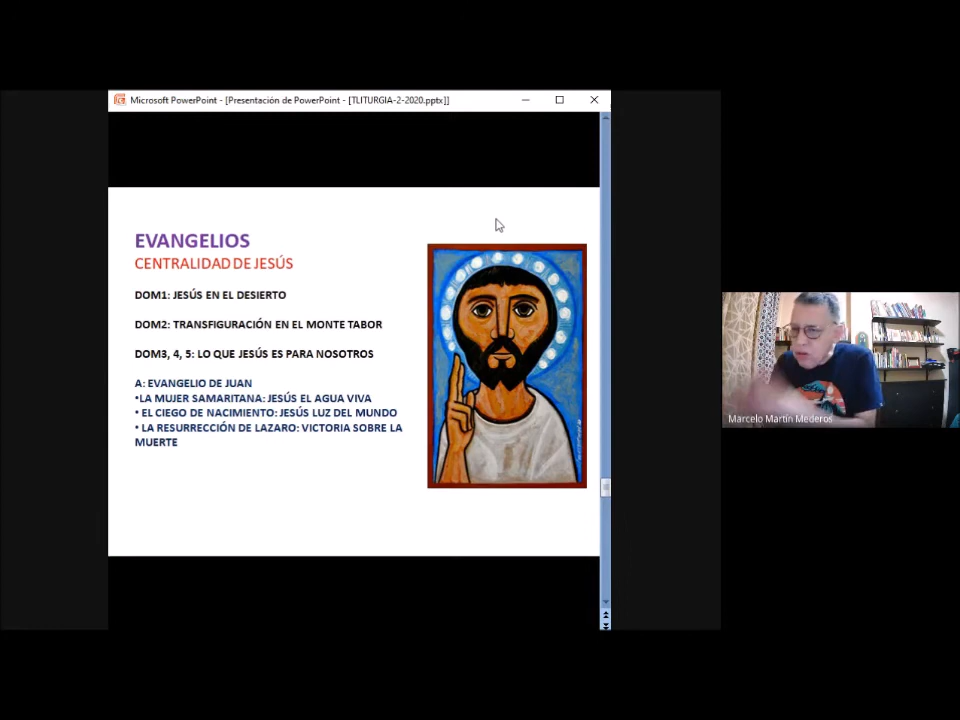 Microsoft PowerPoint - [Presentación de PowerPoint - [TLITURGIA-2-2020.pptx]]
EVANGELIOS
CENTRALIDAD DE JESÚS
DOM1: JESÚS EN EL DESIERTO
DOM2: TRANSFIGURACIÓN EN EL MONTE TABOR
DOM3, 4, 5: LO QUE JESÚS ES PARA NOSOTROS
A: EVANGELIO DE JUAN
•LA MUJER SAMARITANA: JESÚS EL AGUA VIVA
• EL CIEGO DE NACIMIENTO: JESÚS LUZ DEL MUNDO
• LA RESURRECCIÓN DE LAZARO: VICTORIA SOBRE LA
MUERTE
Marcelo Martín Mederos